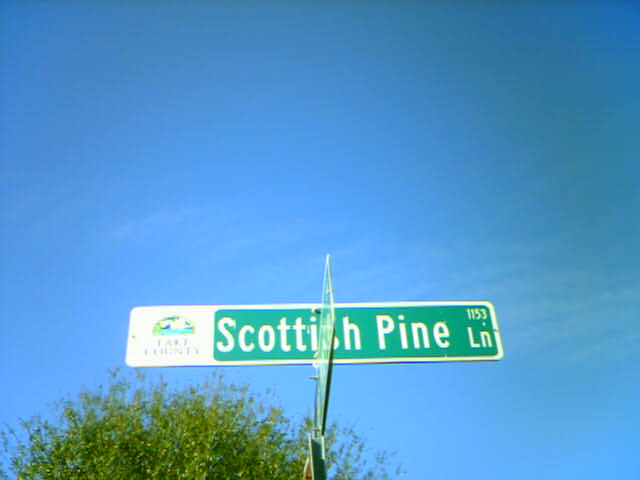 LAKE
COUNTY
Scottish Pine Ln
1153